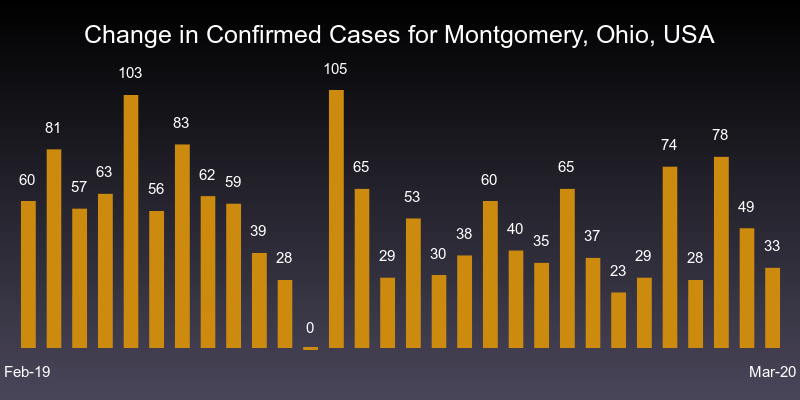 Change in Confirmed Cases for Montgomery, Ohio, USA
60 81 57 63 103 56 83 62 59 39 28 0 105 65 29 53 30 38 60 40 35 65 37 23 29 74 28 78 49 33
Feb-19 Mar-20